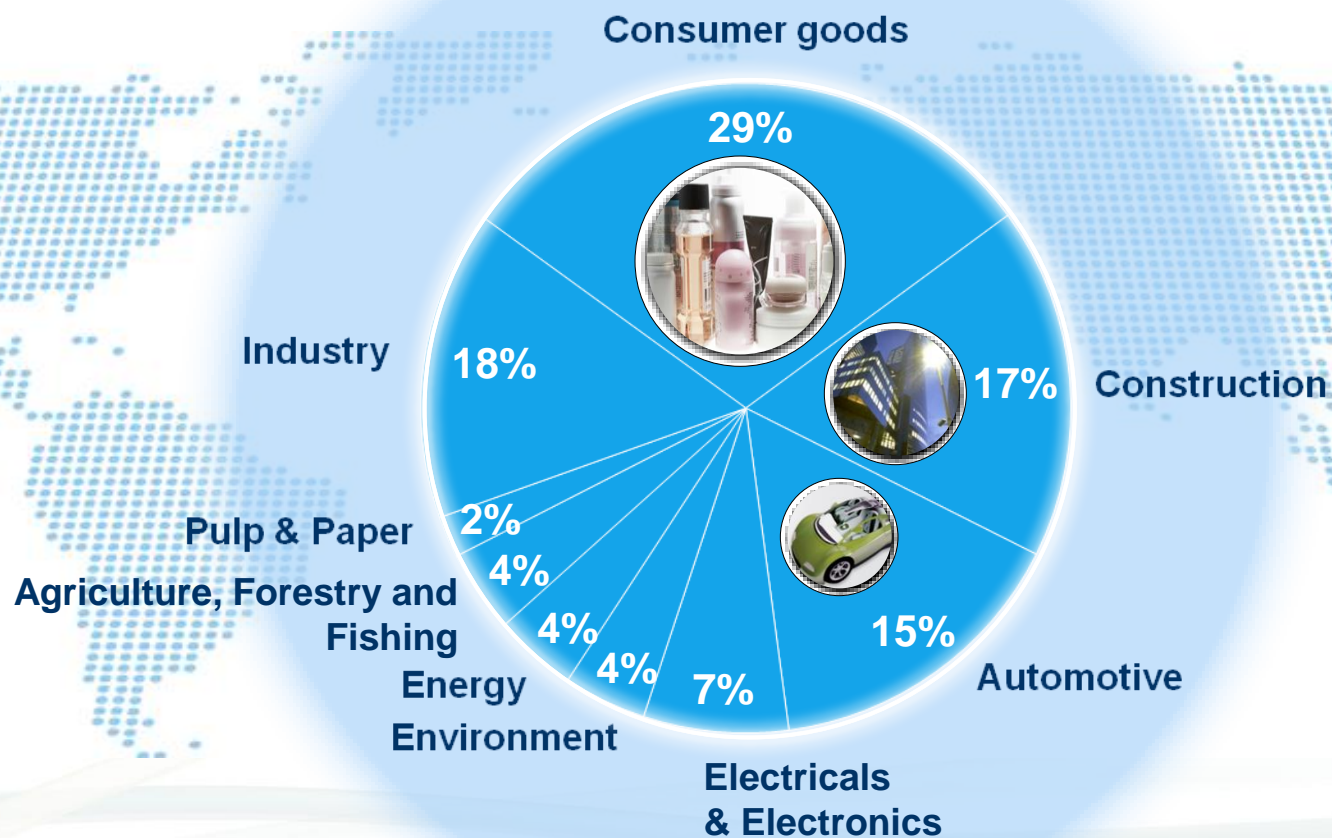 Consumer goods
29%
Industry
18%
17%
Construction
Pulp & Paper
2%
Agriculture, Forestry and
Fishing
4%
Energy
4%
Environment
4%
7%
Electricals
& Electronics
15%
Automotive